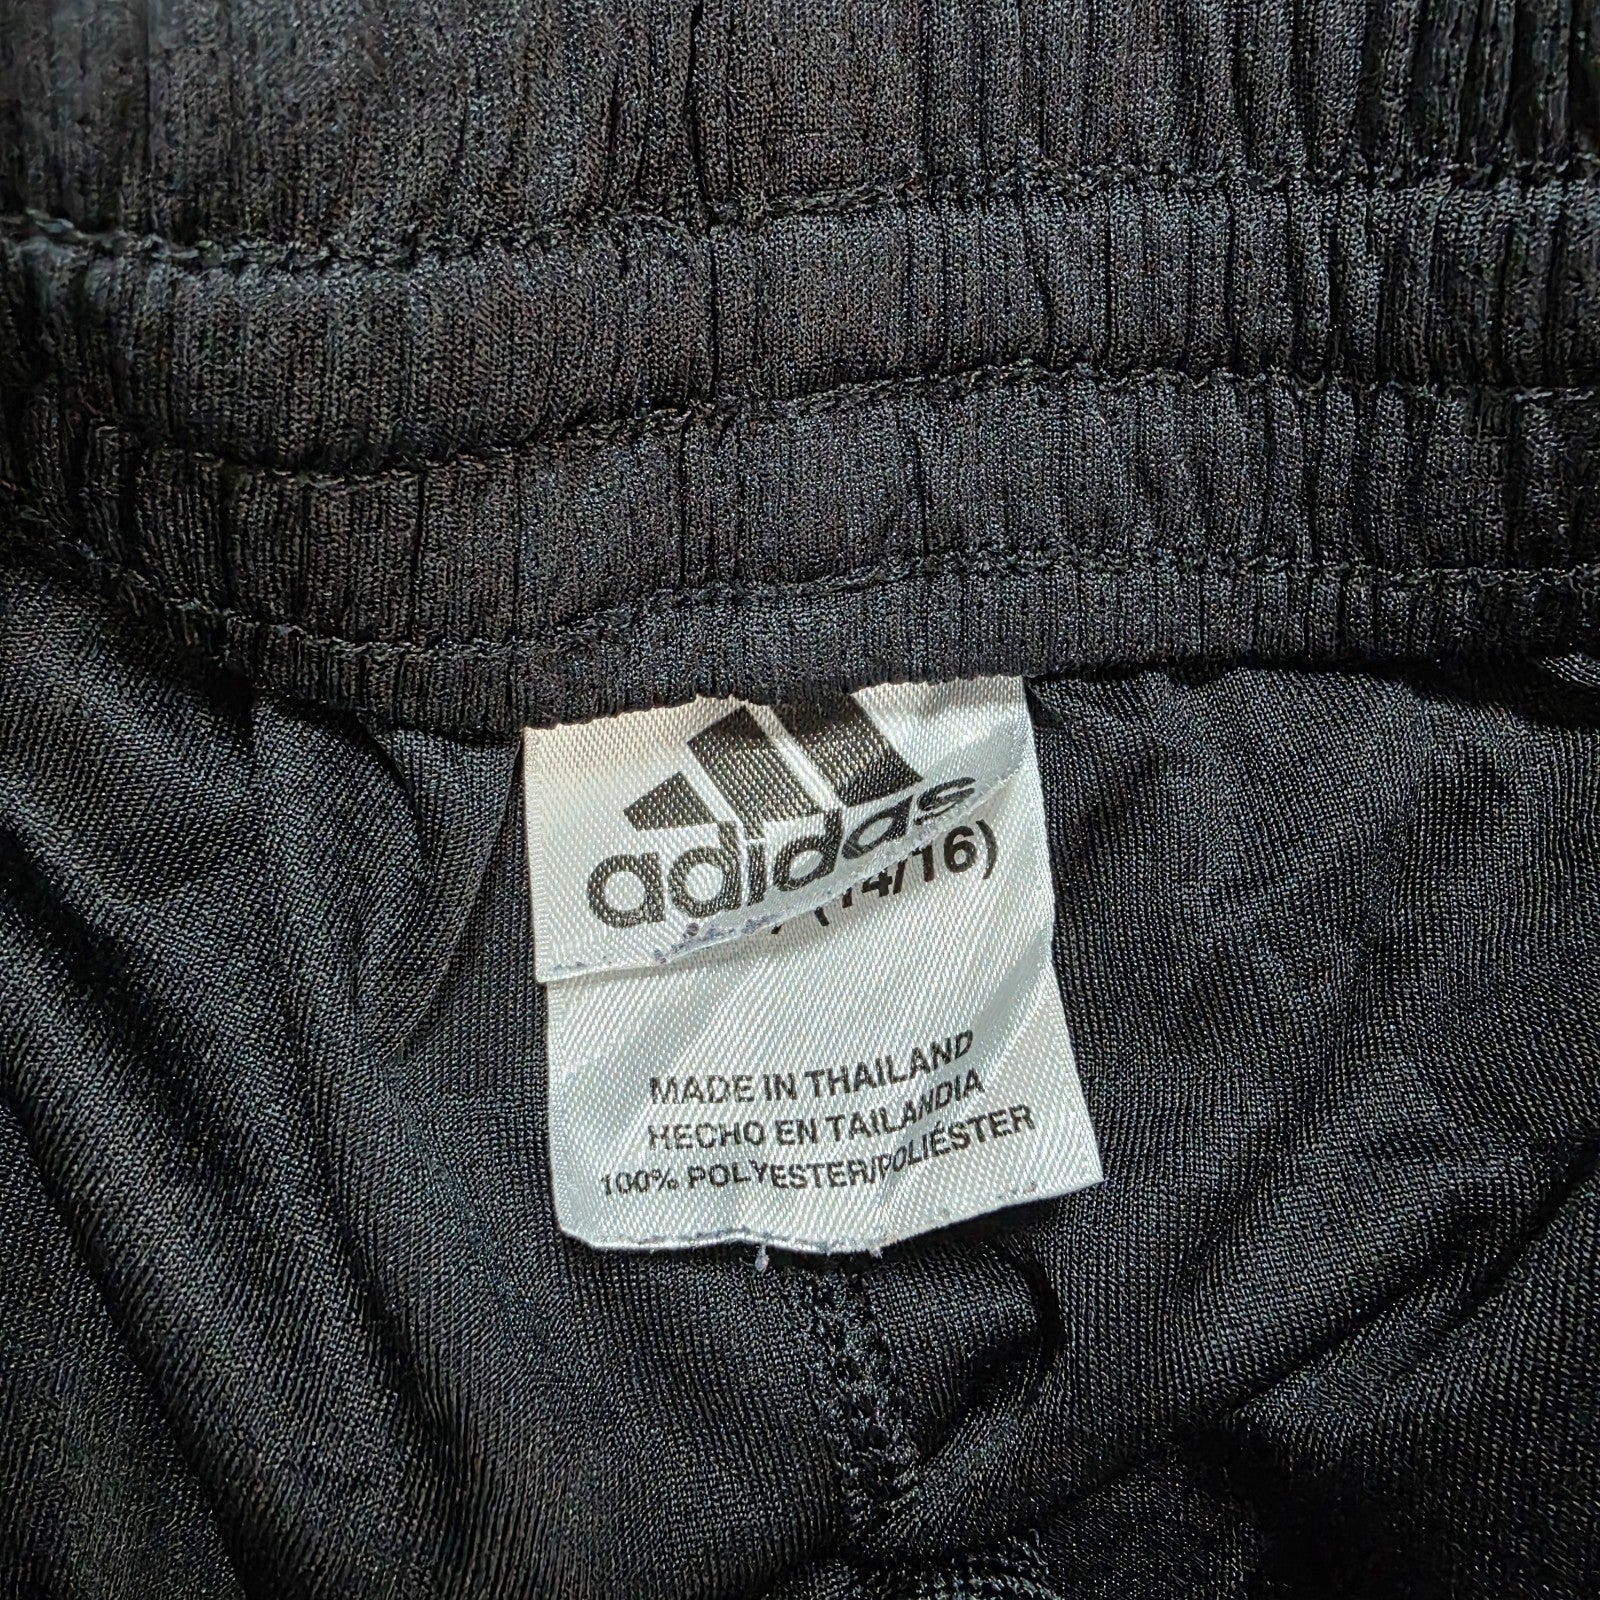 adidas
(14/16)
MADE IN THAILAND
HECHO EN TAILANDIA
100% POLYESTER/POLIÉSTER